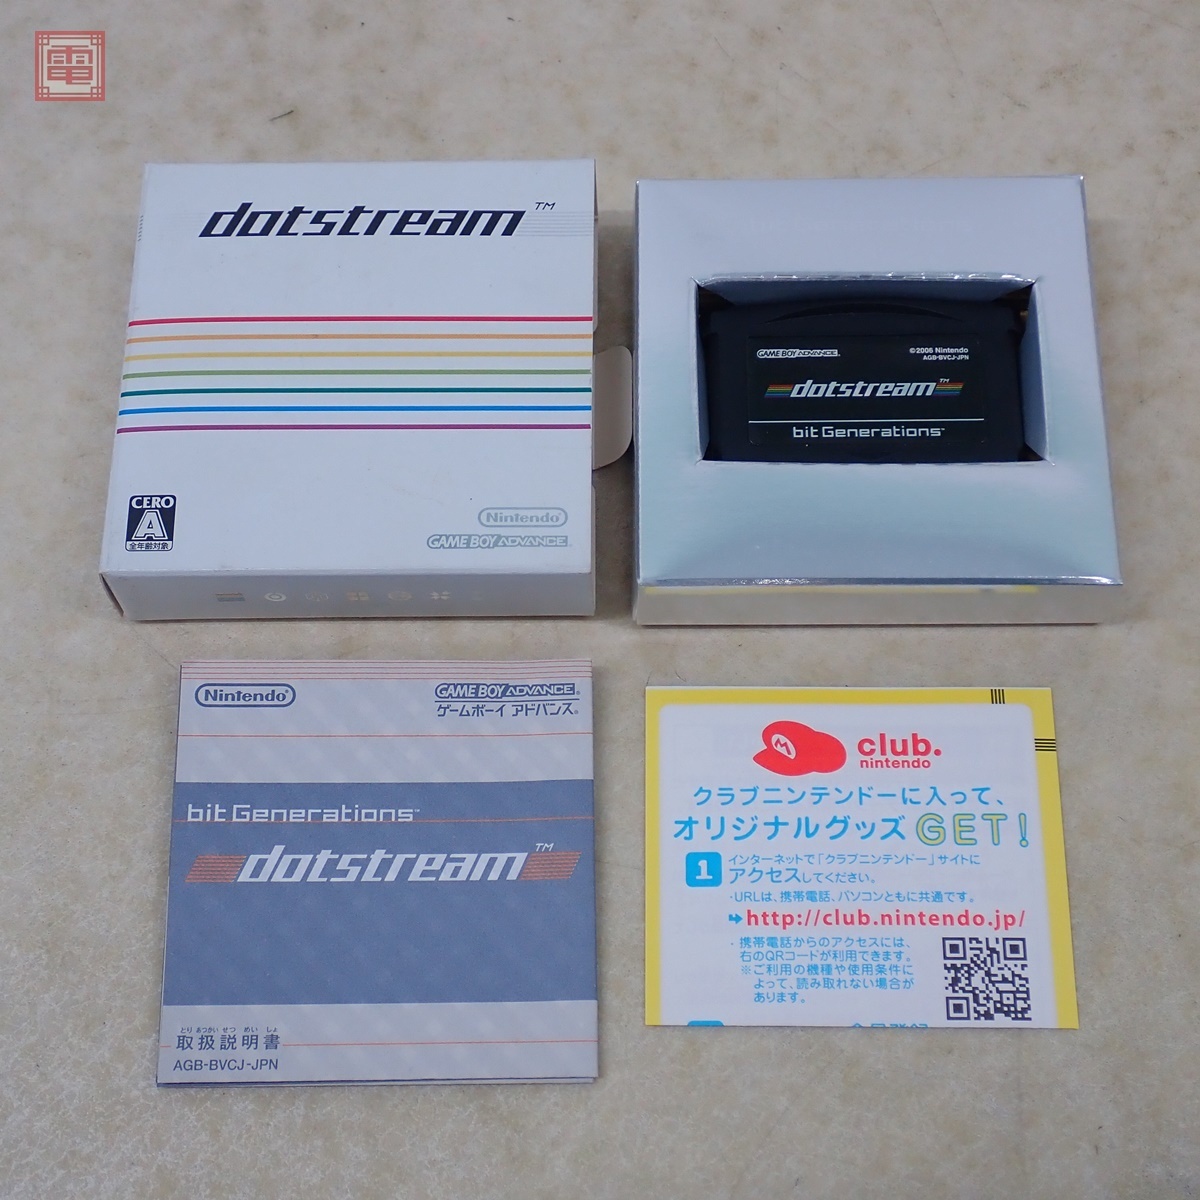 電
dotstream™
CERO
A
全年齢対象
Nintendo
GAME BOY ADVANCE
GAME BOY ADVANCE
©2006 Nintendo
AGB-BVCJ-JPN
dotstream™
bit Generations™
Nintendo®
GAME BOY ADVANCE®
ゲームボーイ アドバンス®
bit Generations™
dotstream™
とり あつかい せつ めい しょ
取扱説明書
AGB-BVCJ-JPN
club.
nintendo
クラブニンテンドーに入って、
オリジナルグッズGET!
1
インターネットで「クラブニンテンドー」サイトに
アクセスしてください。
・URLは、携帯電話、パソコンともに共通です。
➡http://club.nintendo.jp/
・携帯電話からのアクセスには、
右のQRコードが利用できます。
※ご利用の機種や使用条件に
よって、読み取れない場合が
あります。